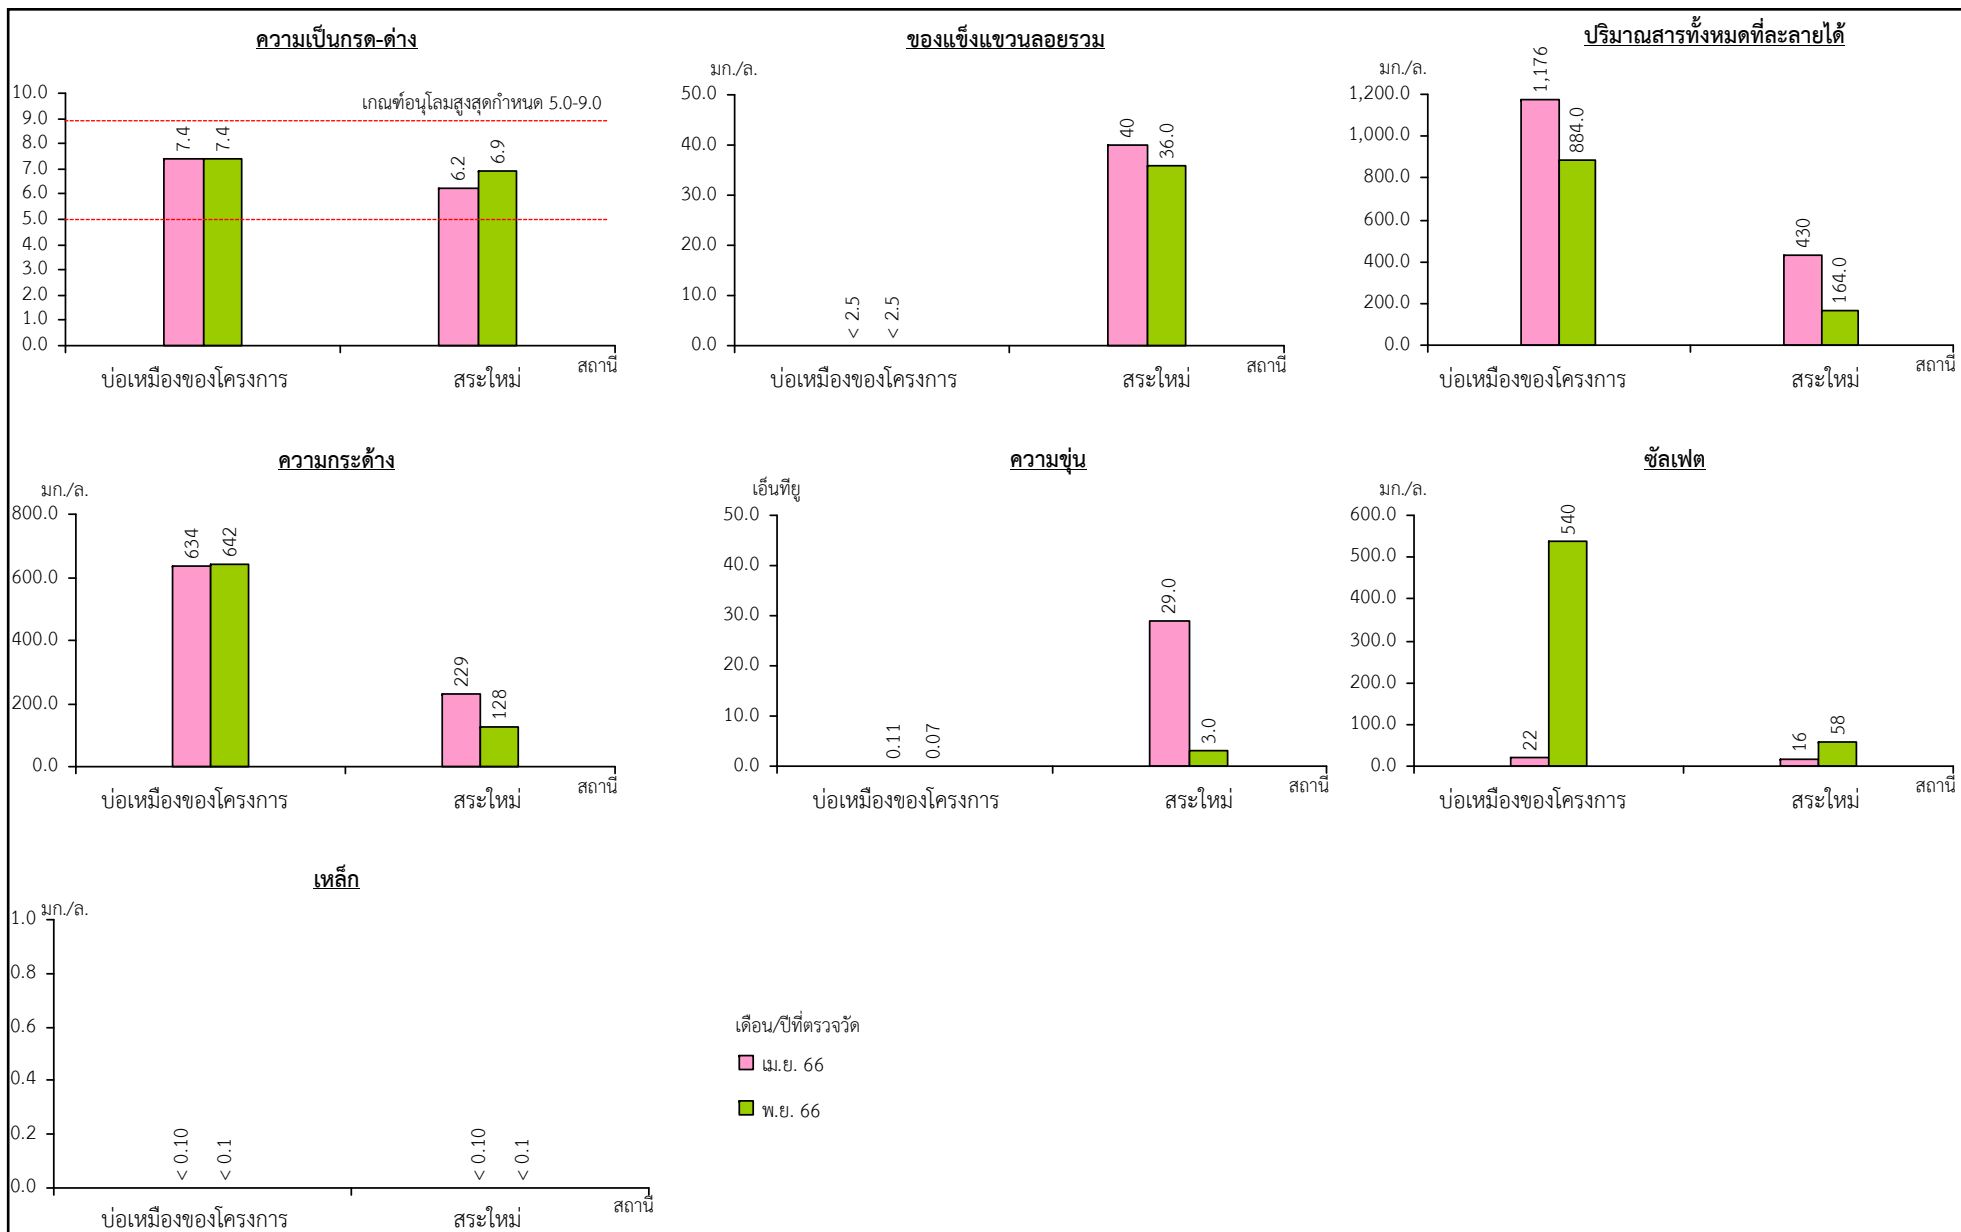 ความเป็นกรด-ด่าง
เกณฑ์อนุโลมสูงสุดกำหนด 5.0-9.0
10.0
9.0
8.0
7.0
6.0
5.0
4.0
3.0
2.0
1.0
0.0
7.4
7.4
6.2
6.9
สถานี
บ่อเหมืองของโครงการ
สระใหม่
ของแข็งแขวนลอยรวม
มก./ล.
50.0
40.0
30.0
20.0
10.0
0.0
< 2.5
< 2.5
40
36.0
สถานี
บ่อเหมืองของโครงการ
สระใหม่
ปริมาณสารทั้งหมดที่ละลายได้
มก./ล.
1,200.0
1,000.0
800.0
600.0
400.0
200.0
0.0
1,176
884.0
430
164.0
สถานี
บ่อเหมืองของโครงการ
สระใหม่
ความกระด้าง
มก./ล.
800.0
600.0
400.0
200.0
0.0
634
642
229
128
สถานี
บ่อเหมืองของโครงการ
สระใหม่
ความขุ่น
เอ็นทียู
50.0
40.0
30.0
20.0
10.0
0.0
0.11
0.07
29.0
3.0
สถานี
บ่อเหมืองของโครงการ
สระใหม่
ซัลเฟต
มก./ล.
600.0
500.0
400.0
300.0
200.0
100.0
0.0
22
540
16
58
สถานี
บ่อเหมืองของโครงการ
สระใหม่
เหล็ก
มก./ล.
1.0
0.8
0.6
0.4
0.2
0.0
< 0.10
< 0.1
< 0.10
< 0.1
สถานี
บ่อเหมืองของโครงการ
สระใหม่
เดือน/ปีที่ตรวจวัด
เม.ย. 66
พ.ย. 66